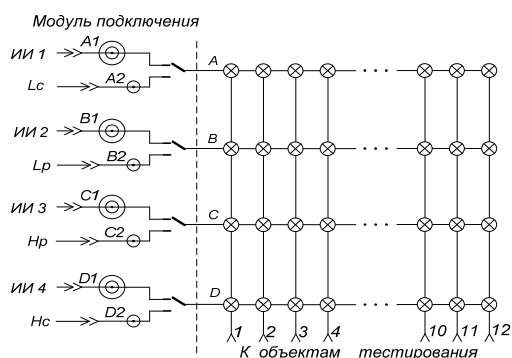 Модуль подключения
ИИ 1 A1 A
Lc A2
ИИ 2 B1 B
Lp B2
ИИ 3 C1 C
Hp C2
ИИ 4 D1 D
Hc D2
1 2 3 4 10 11 12
К объектам тестирования